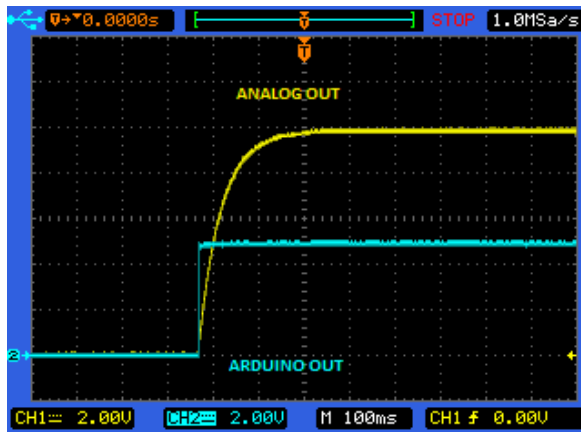 0.0000s
T
STOP
1.0MSa/s
T
ANALOG OUT
2
ARDUINO OUT
CH1 2.00V
CH2 2.00V
M 100ms
CH1 0.00V